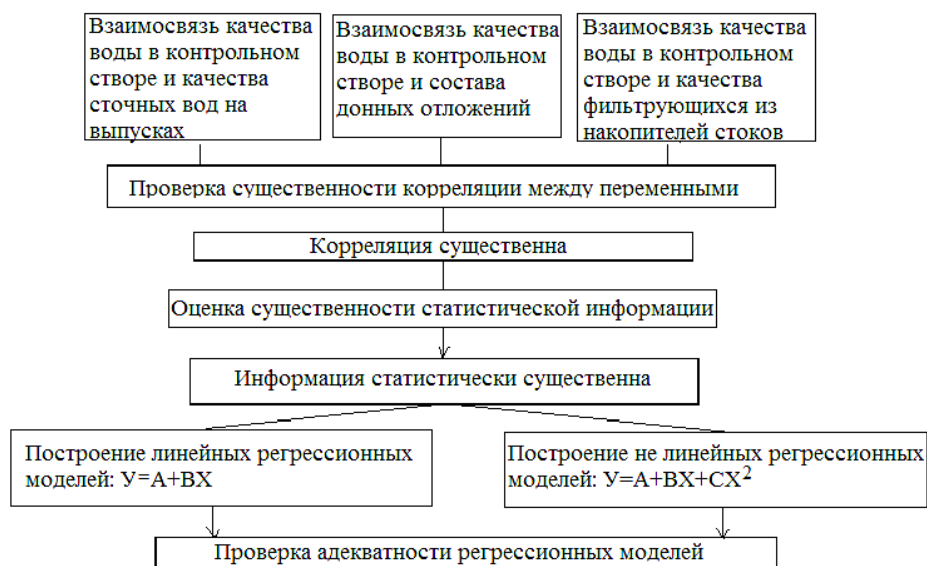 Взаимосвязь качества
воды в контрольном
створе и качества
сточных вод на
выпусках
Взаимосвязь качества
воды в контрольном
створе и состава
донных отложений
Взаимосвязь качества
воды в контрольном
створе и качества
фильтрующихся из
накопителей стоков
Проверка существенности корреляции между переменными
Корреляция существенна
Оценка существенности статистической информации
Информация статистически существенна
Построение линейных регрессионных
моделей: У=А+ВХ
Построение не линейных регрессионных
моделей: У=А+ВХ+СХ²
Проверка адекватности регрессионных моделей